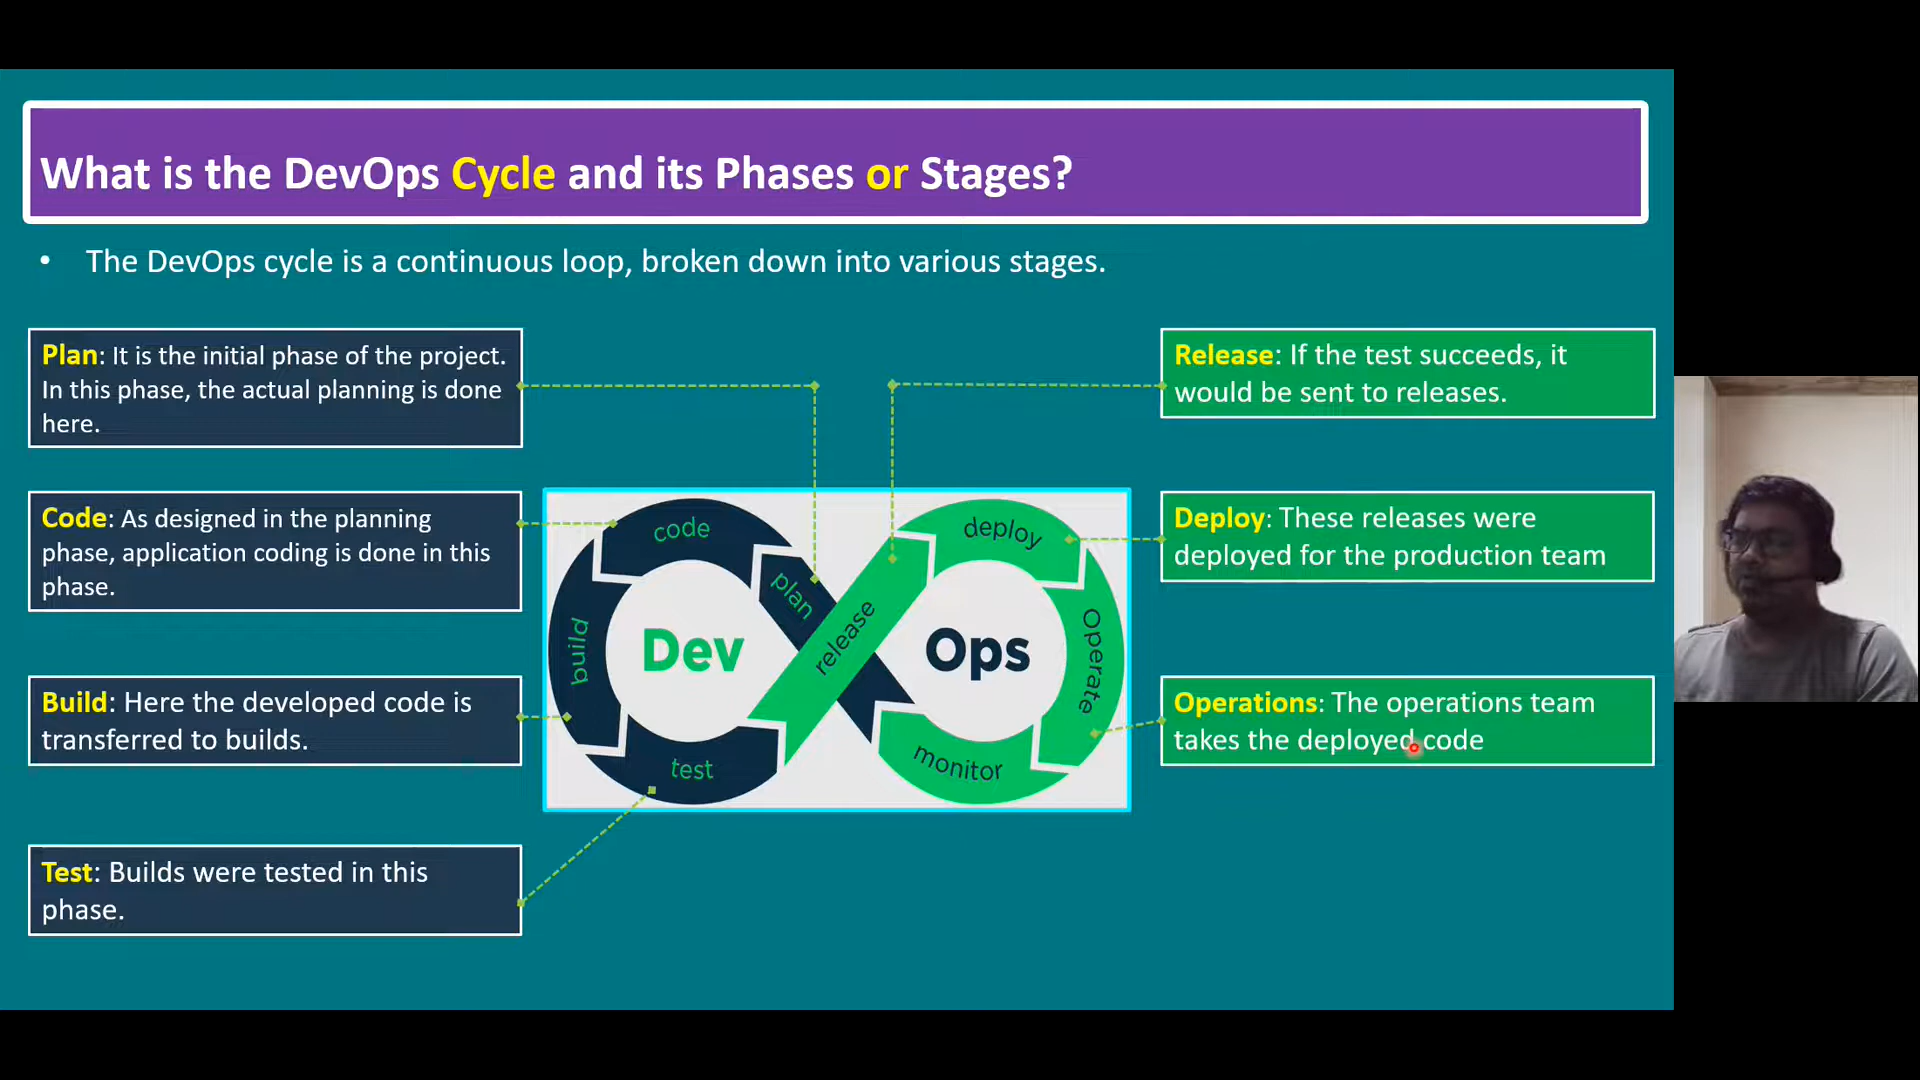 What is the DevOps Cycle and its Phases or Stages?
• The DevOps cycle is a continuous loop, broken down into various stages.
Plan: It is the initial phase of the project.
In this phase, the actual planning is done
here.
Code: As designed in the planning
phase, application coding is done in this
phase.
Build: Here the developed code is
transferred to builds.
Test: Builds were tested in this
phase.
code
plan
build
Dev
test
release
deploy
Ops
Operate
monitor
Release: If the test succeeds, it
would be sent to releases.
Deploy: These releases were
deployed for the production team
Operations: The operations team
takes the deployed code